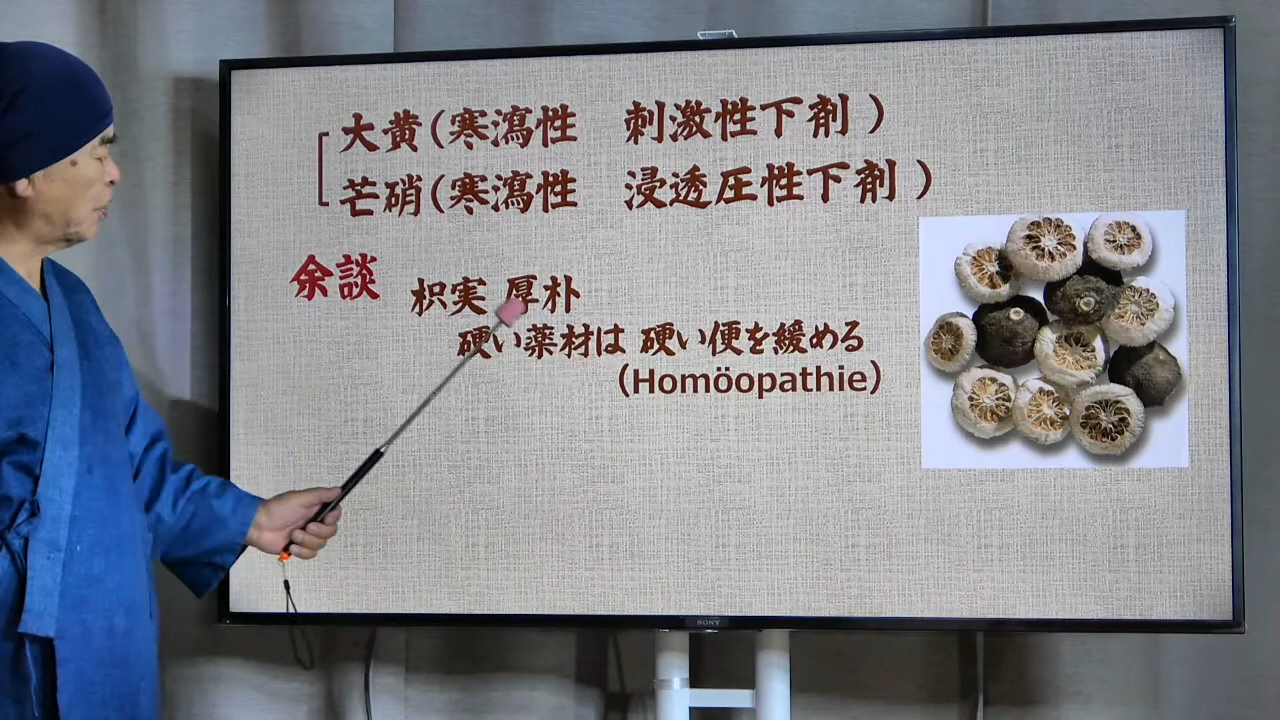 大黄(寒瀉性 刺激性下剤 )
芒硝(寒瀉性 浸透圧性下剤 )
余談
枳実 厚朴
硬い薬材は 硬い便を緩める
(Homöopathie)
SONY